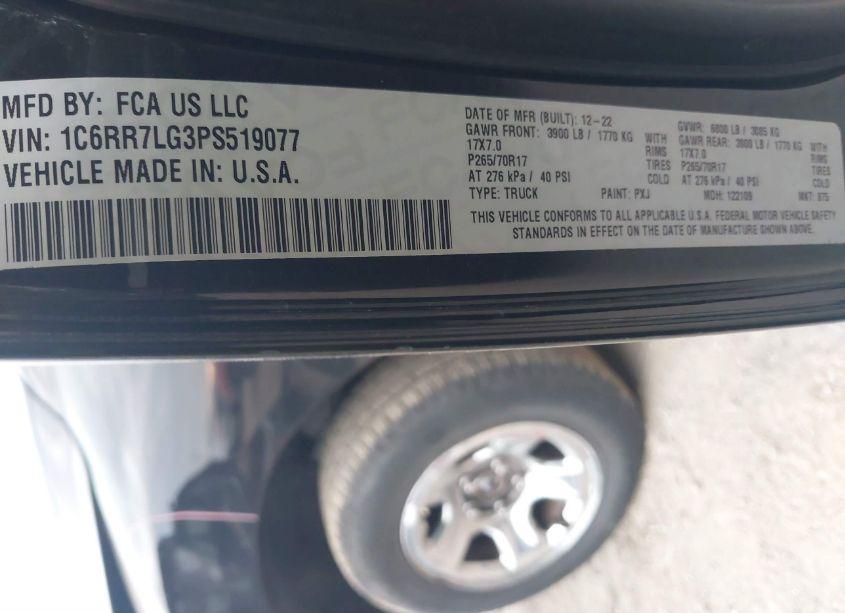 MFD BY: FCA US LLC
VIN: 1C6RR7LG3PS519077
VEHICLE MADE IN: U.S.A.
DATE OF MFR (BUILT): 12-22 GVWR: 6800 LB / 3085 KG
GAWR FRONT: 3900 LB / 1770 KG WITH GAWR REAR: 3900 LB / 1770 KG WITH
17X7.0 RIMS 17X7.0 RIMS
P265/70R17 TIRES P265/70R17 TIRES
AT 276 kPa / 40 PSI COLD AT 276 kPa / 40 PSI COLD
TYPE: TRUCK PAINT: PXJ MDH: 122109 MKT: 875
THIS VEHICLE CONFORMS TO ALL APPLICABLE U.S.A. FEDERAL MOTOR VEHICLE SAFETY
STANDARDS IN EFFECT ON THE DATE OF MANUFACTURE SHOWN ABOVE.